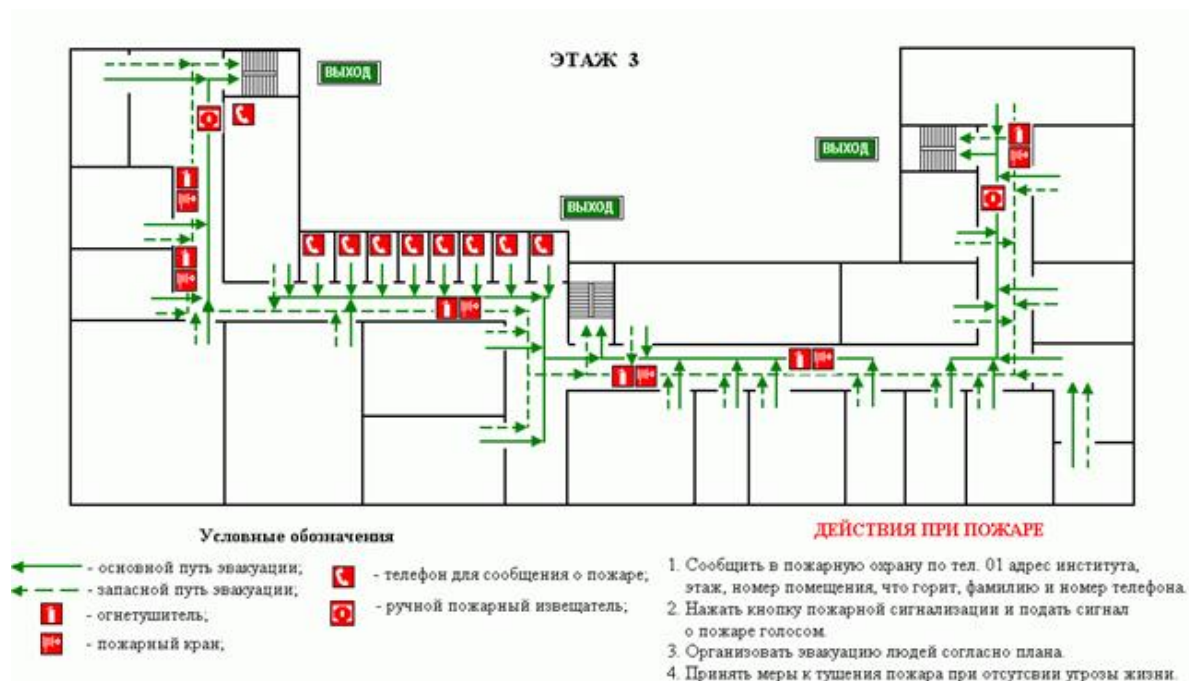 ЭТАЖ 3
ВЫХОД
ВЫХОД
ВЫХОД
Условные обозначения
- основной путь эвакуации;
- запасной путь эвакуации;
- огнетушитель;
- пожарный кран;
- телефон для сообщения о пожаре;
- ручной пожарный извещатель;
ДЕЙСТВИЯ ПРИ ПОЖАРЕ
1. Сообщить в пожарную охрану по тел. 01 адрес института,
этаж, номер помещения, что горит, фамилию и номер телефона.
2. Нажать кнопку пожарной сигнализации и подать сигнал
о пожаре голосом.
3. Организовать эвакуацию людей согласно плана.
4. Принять меры к тушения пожара при отсутсвии угрозы жизни.